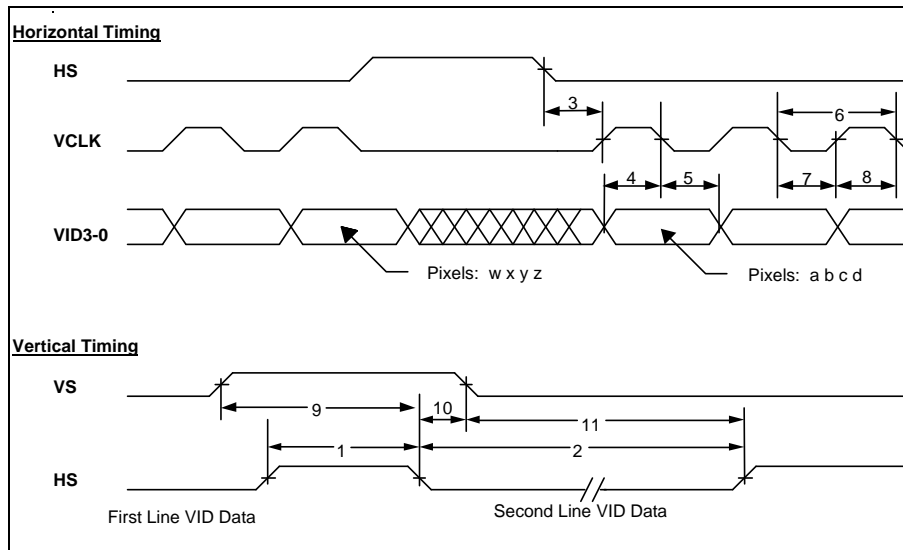 Horizontal Timing
HS
3
6
VCLK
4
5
7
8
VID3-0
Pixels: w x y z
Pixels: a b c d
Vertical Timing
VS
9
10
11
1
2
HS
First Line VID Data
Second Line VID Data